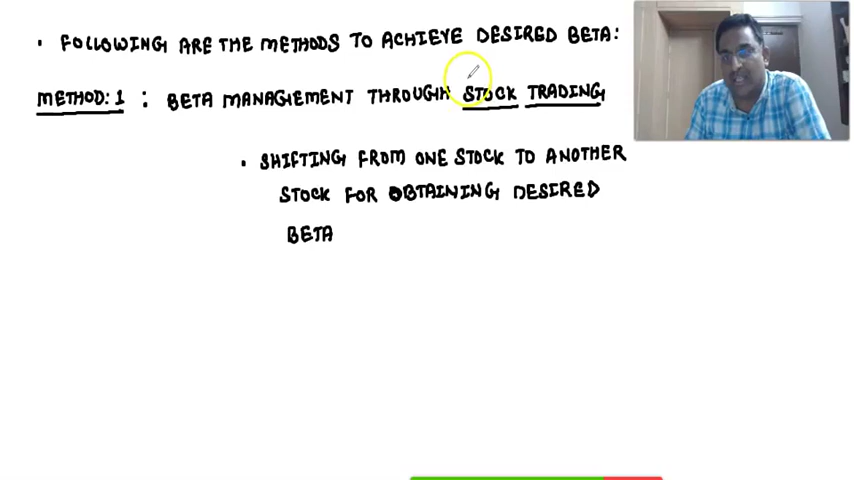 • FOLLOWING ARE THE METHODS TO ACHIEVE DESIRED BETA:
METHOD: 1 : BETA MANAGEMENT THROUGH STOCK TRADING
• SHIFTING FROM ONE STOCK TO ANOTHER
STOCK FOR OBTAINING DESIRED
BETA